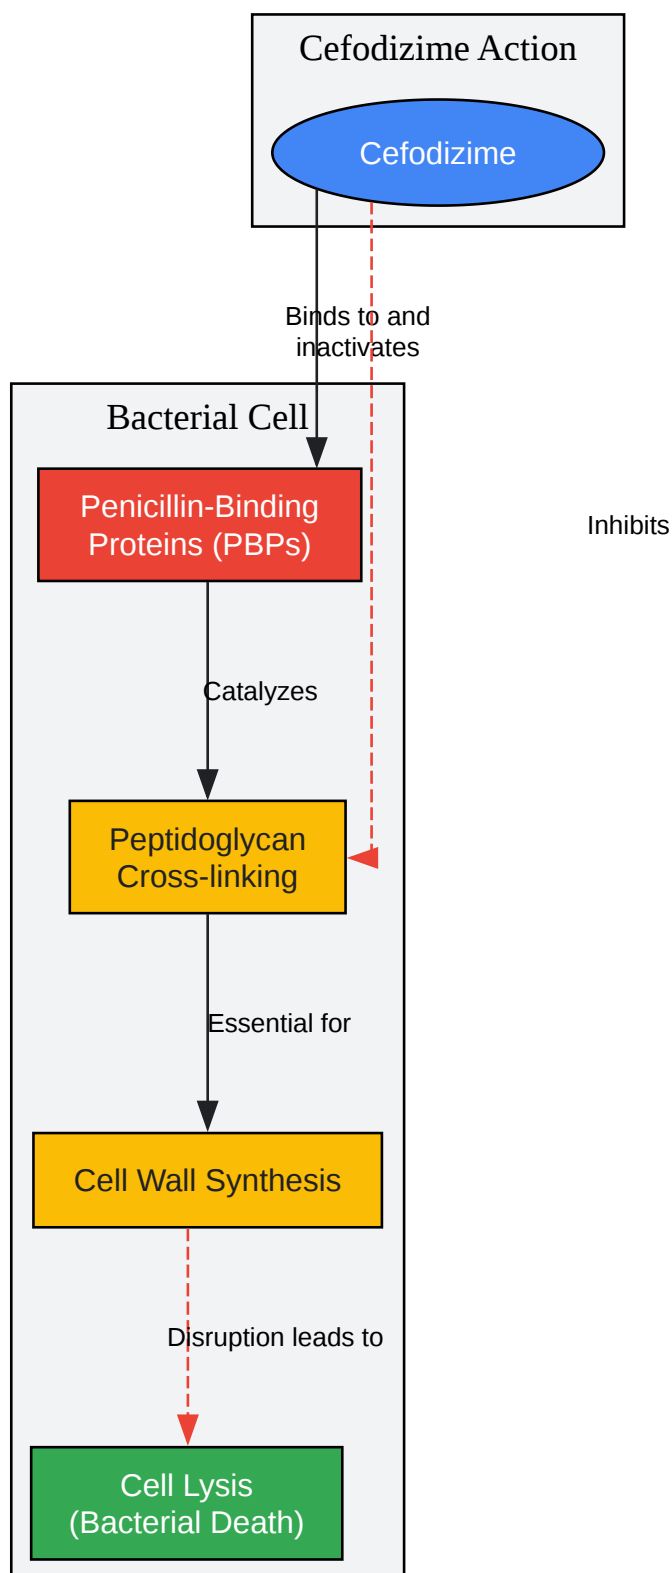 Cefodizime Action
Cefodizime
Binds to and
inactivates
Bacterial Cell
Penicillin-Binding
Proteins (PBPs)
Inhibits
Catalyzes
Peptidoglycan
Cross-linking
Essential for
Cell Wall Synthesis
Disruption leads to
Cell Lysis
(Bacterial Death)